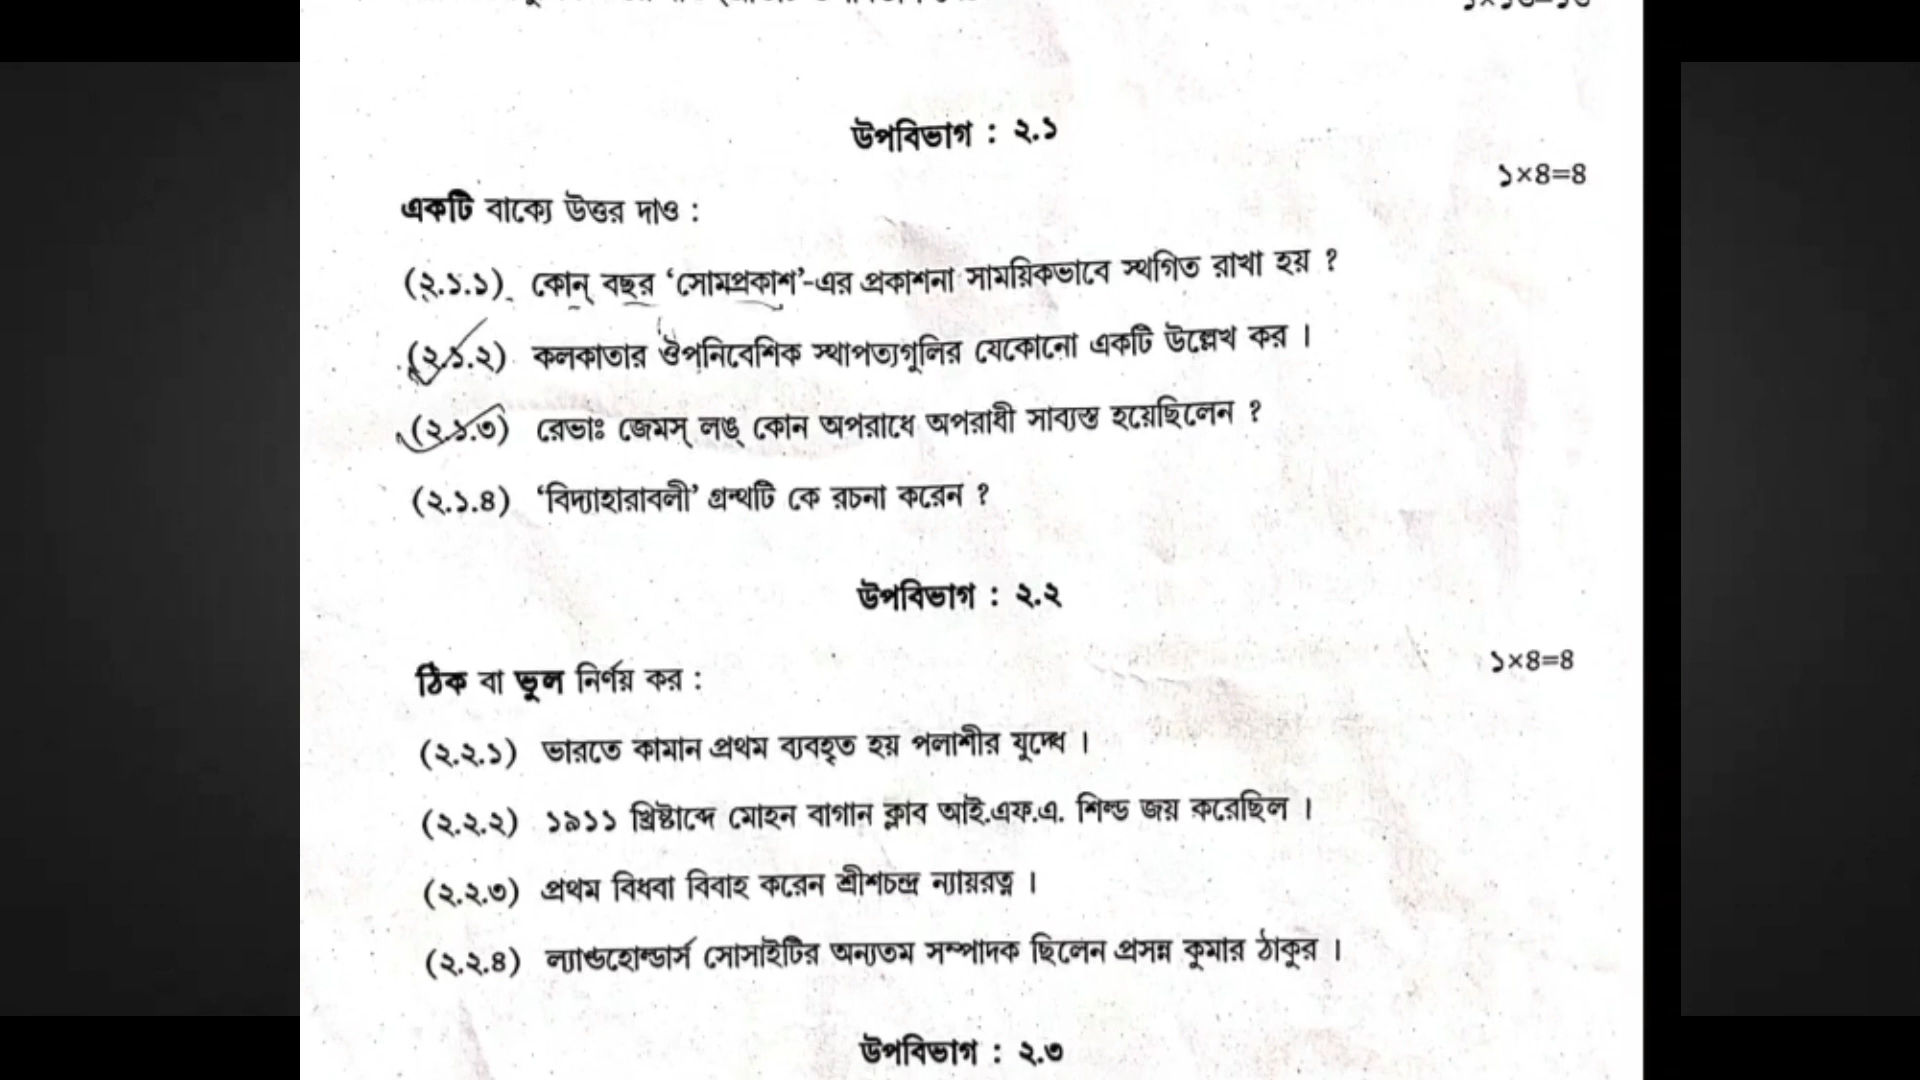 উপবিভাগ : ২.১
১×৪=৪
একটি বাক্যে উত্তর দাও :
(২.১.১) কোন্ বছর ‘সোমপ্রকাশ’-এর প্রকাশনা সাময়িকভাবে স্থগিত রাখা হয় ?
(২.১.২) কলকাতার ঔপনিবেশিক স্থাপত্যগুলির যেকোনো একটি উল্লেখ কর ।
(২.১.৩) রেভাঃ জেমস্ লঙ্ কোন অপরাধে অপরাধী সাব্যস্ত হয়েছিলেন ?
(২.১.৪) ‘বিদ্যাহারাবলী’ গ্রন্থটি কে রচনা করেন ?
উপবিভাগ : ২.২
১×৪=৪
ঠিক বা ভুল নির্ণয় কর :
(২.২.১) ভারতে কামান প্রথম ব্যবহৃত হয় পলাশীর যুদ্ধে ।
(২.২.২) ১৯১১ খ্রিষ্টাব্দে মোহন বাগান ক্লাব আই.এফ.এ. শিল্ড জয় করেছিল ।
(২.২.৩) প্রথম বিধবা বিবাহ করেন শ্রীশচন্দ্র ন্যায়রত্ন ।
(২.২.৪) ল্যান্ডহোল্ডার্স সোসাইটির অন্যতম সম্পাদক ছিলেন প্রসন্ন কুমার ঠাকুর ।
উপবিভাগ : ২.৩